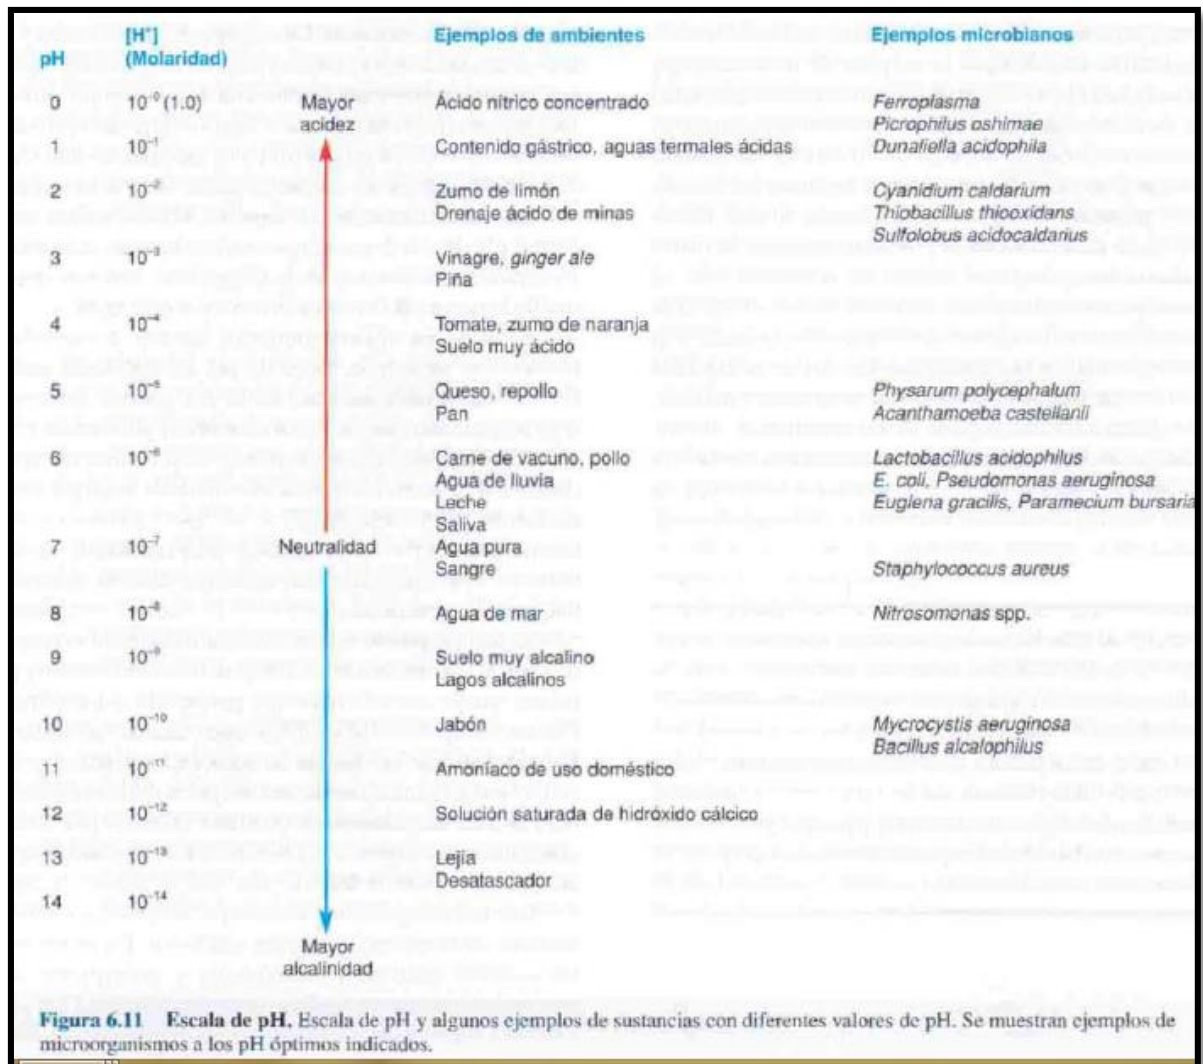 pH [H+] (Molaridad) Ejemplos de ambientes Ejemplos microbianos
0 10⁻⁰ (1.0) Mayor acidez Ácido nítrico concentrado Ferroplasma
Picrophilus oshimae
1 10⁻¹ Contenido gástrico, aguas termales ácidas Dunaliella acidophila
2 10⁻² Zumo de limón Cyanidium caldarium
Drenaje ácido de minas Thiobacillus thiooxidans
Sulfolobus acidocaldarius
3 10⁻³ Vinagre, ginger ale
Piña
4 10⁻⁴ Tomate, zumo de naranja
Suelo muy ácido
5 10⁻⁵ Queso, repollo Physarum polycephalum
Pan Acanthamoeba castellanii
6 10⁻⁶ Carne de vacuno, pollo Lactobacillus acidophilus
Agua de lluvia E. coli, Pseudomonas aeruginosa
Leche Euglena gracilis, Paramecium bursaria
Saliva
7 10⁻⁷ Neutralidad Agua pura
Sangre Staphylococcus aureus
8 10⁻⁸ Agua de mar Nitrosomonas spp.
9 10⁻⁹ Suelo muy alcalino
Lagos alcalinos
10 10⁻¹⁰ Jabón Mycrocystis aeruginosa
Bacillus alcalophilus
11 10⁻¹¹ Amoníaco de uso doméstico
12 10⁻¹² Solución saturada de hidróxido cálcico
13 10⁻¹³ Lejía
Desatascador
14 10⁻¹⁴
Mayor
alcalinidad
Figura 6.11 Escala de pH. Escala de pH y algunos ejemplos de sustancias con diferentes valores de pH. Se muestran ejemplos de
microorganismos a los pH óptimos indicados.